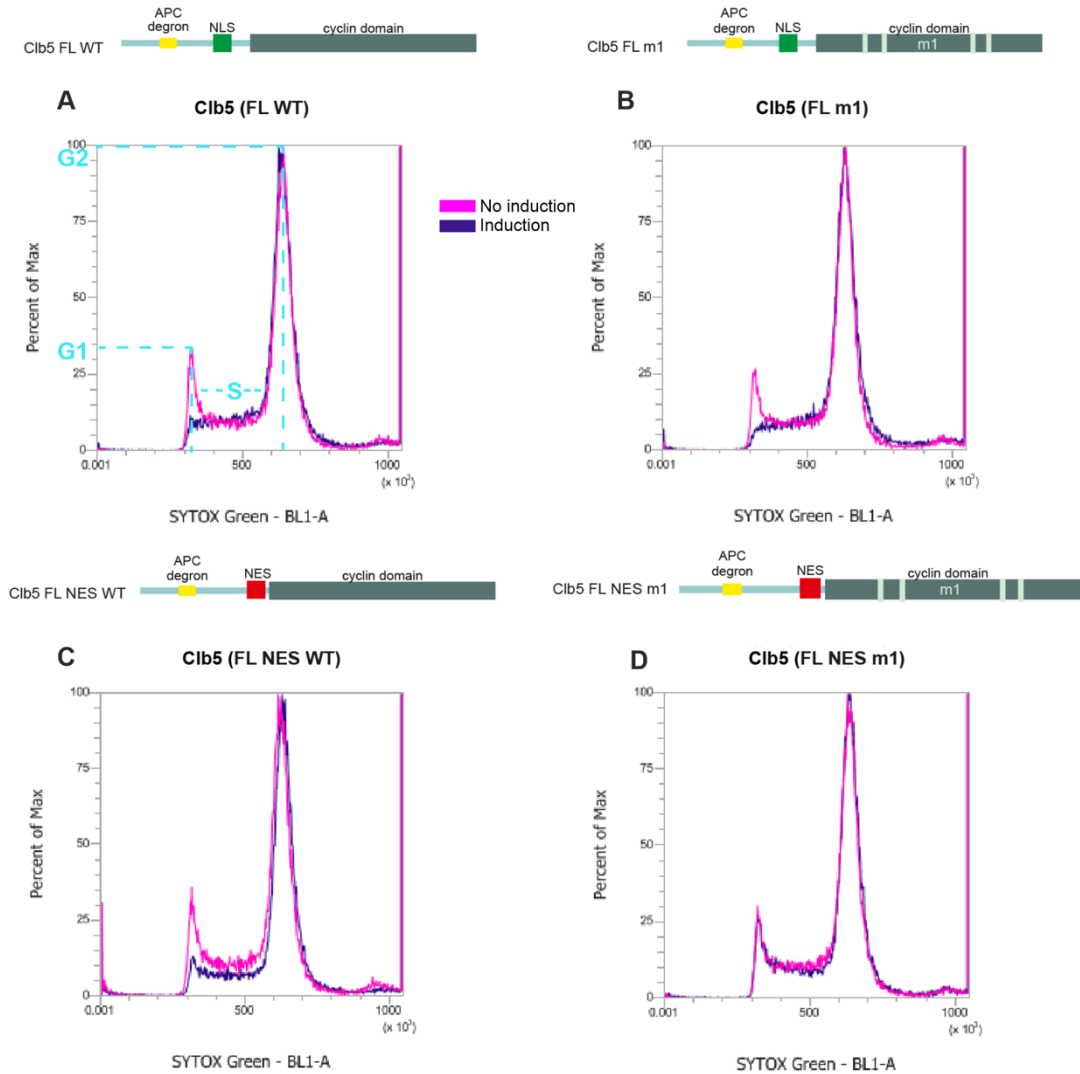 APC
degron
NLS
cyclin domain
Clb5 FL WT
APC
degron
NLS
cyclin domain
Clb5 FL m1
m1
A
Clb5 (FL WT)
B
Clb5 (FL m1)
100
G2
75
50
G1
25
S
0
0.001
500
1000
(x 10³)
Percent of Max
SYTOX Green - BL1-A
No induction
Induction
100
75
50
25
0
0.001
500
1000
(x 10³)
Percent of Max
SYTOX Green - BL1-A
APC
degron
NES
cyclin domain
Clb5 FL NES WT
APC
degron
NES
cyclin domain
Clb5 FL NES m1
m1
C
Clb5 (FL NES WT)
D
Clb5 (FL NES m1)
100
75
50
25
0
0.001
500
1000
(x 10³)
Percent of Max
SYTOX Green - BL1-A
100
75
50
25
0
0.001
500
1000
(x 10³)
Percent of Max
SYTOX Green - BL1-A